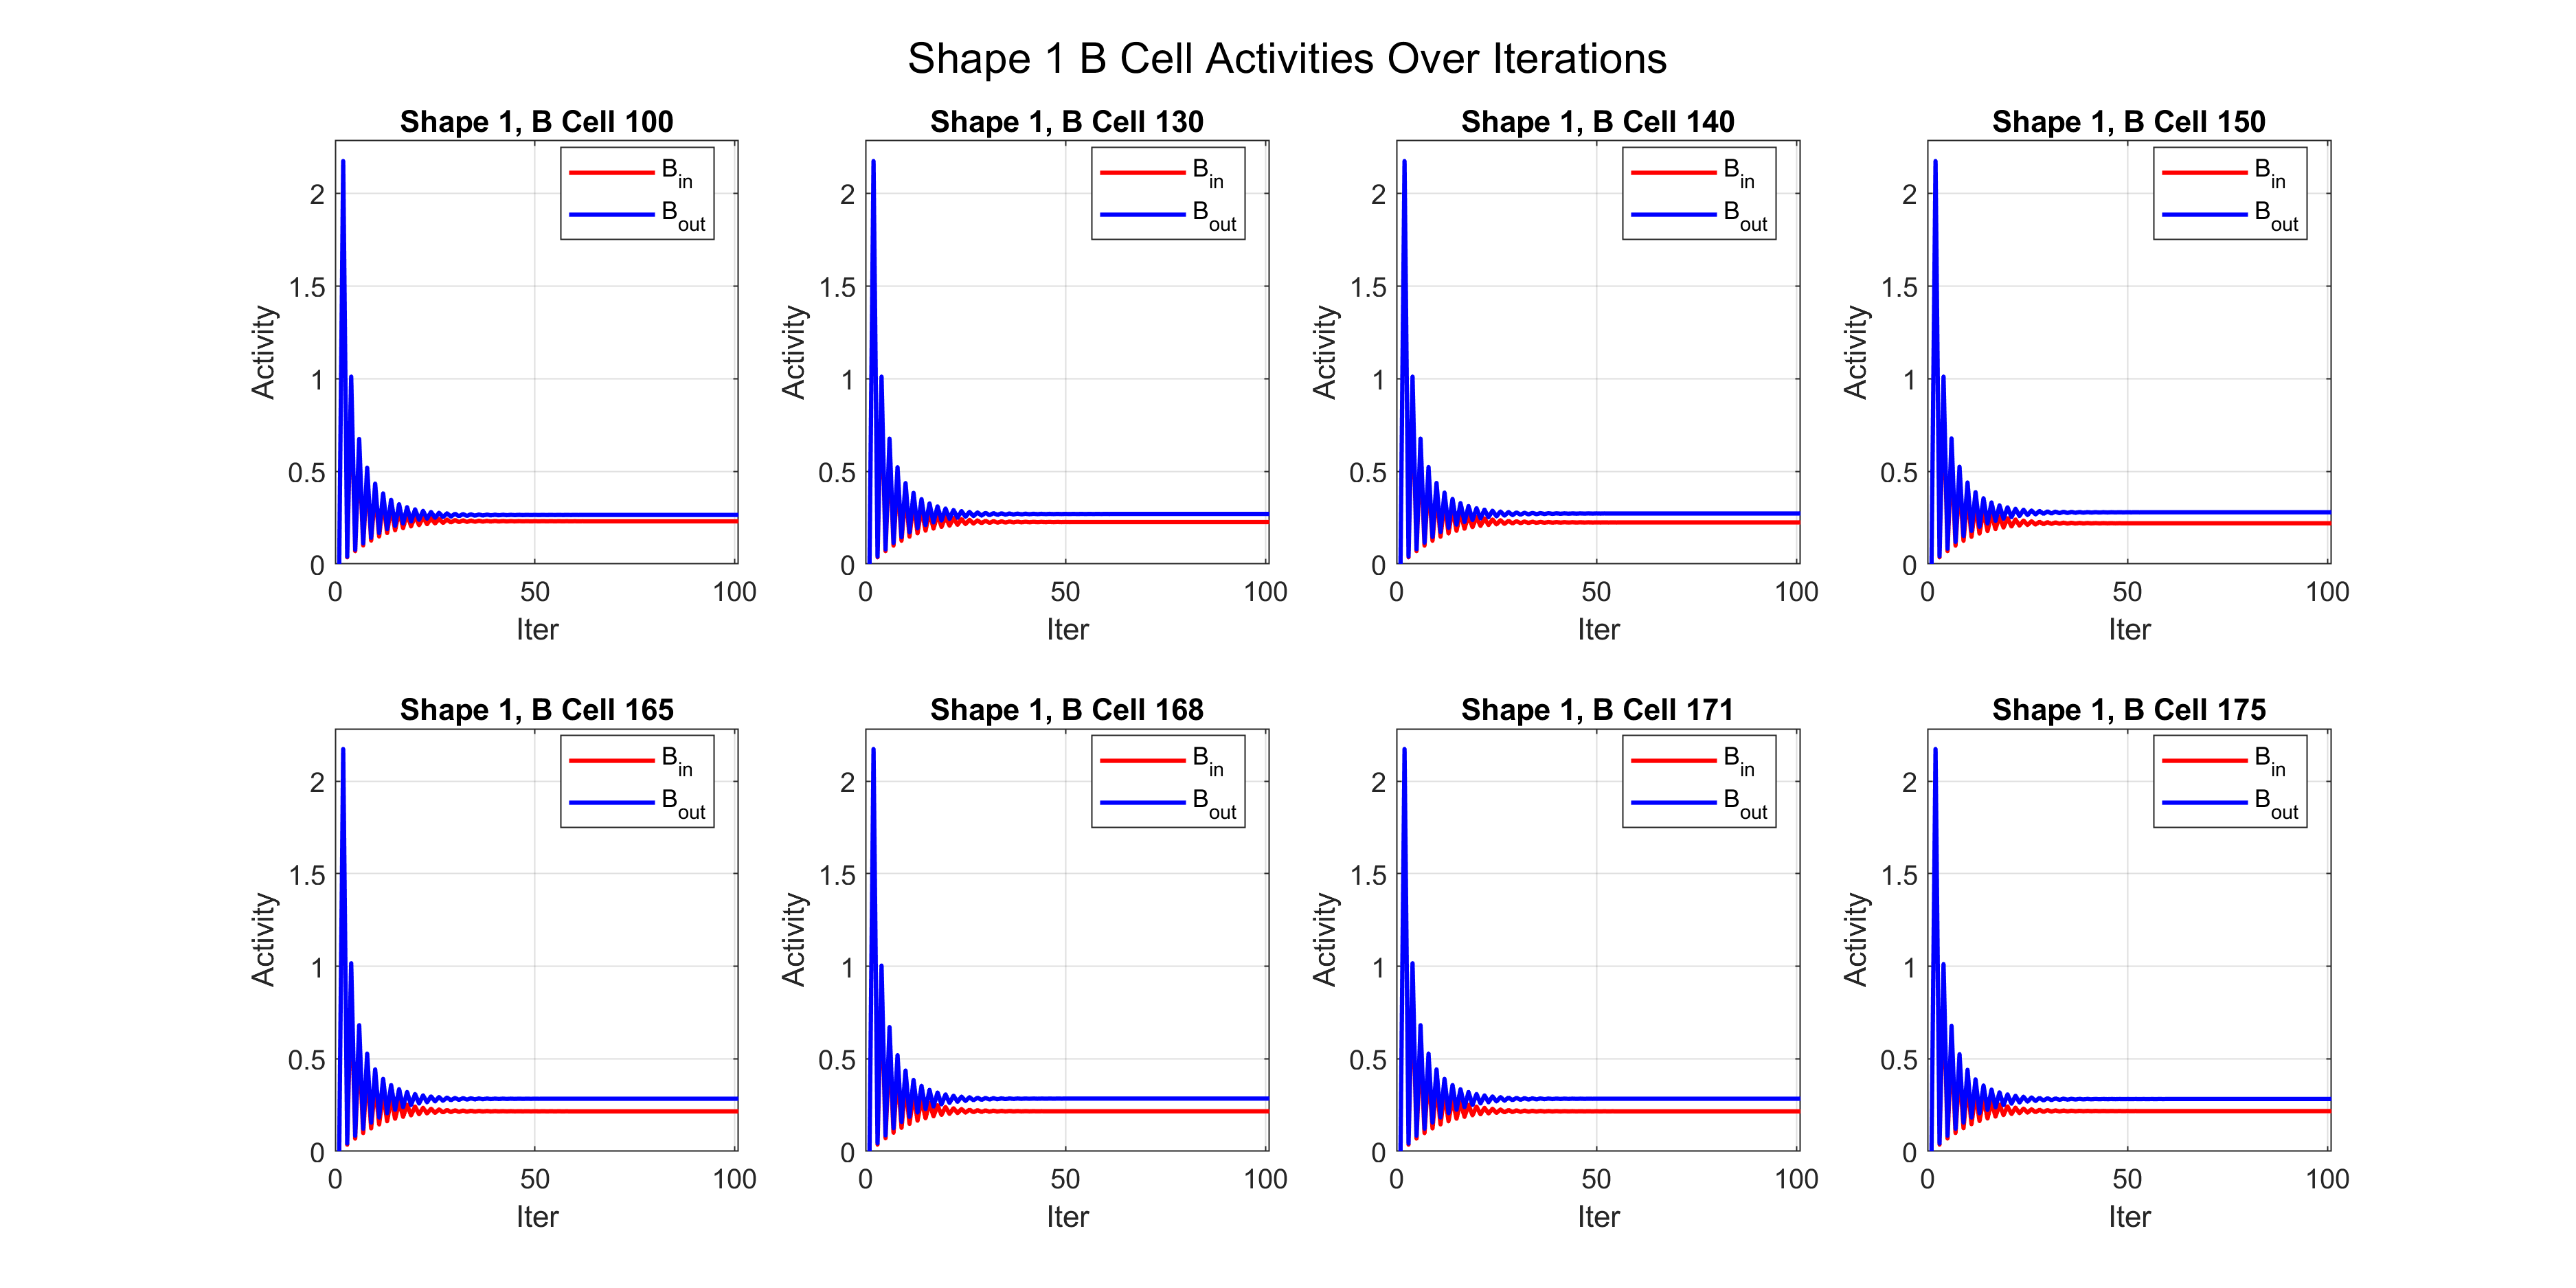 Shape 1 B Cell Activities Over Iterations
Shape 1, B Cell 100
B_in
B_out
2
1.5
1
0.5
0
Activity
0 50 100
Iter
Shape 1, B Cell 130
B_in
B_out
2
1.5
1
0.5
0
Activity
0 50 100
Iter
Shape 1, B Cell 140
B_in
B_out
2
1.5
1
0.5
0
Activity
0 50 100
Iter
Shape 1, B Cell 150
B_in
B_out
2
1.5
1
0.5
0
Activity
0 50 100
Iter
Shape 1, B Cell 165
B_in
B_out
2
1.5
1
0.5
0
Activity
0 50 100
Iter
Shape 1, B Cell 168
B_in
B_out
2
1.5
1
0.5
0
Activity
0 50 100
Iter
Shape 1, B Cell 171
B_in
B_out
2
1.5
1
0.5
0
Activity
0 50 100
Iter
Shape 1, B Cell 175
B_in
B_out
2
1.5
1
0.5
0
Activity
0 50 100
Iter